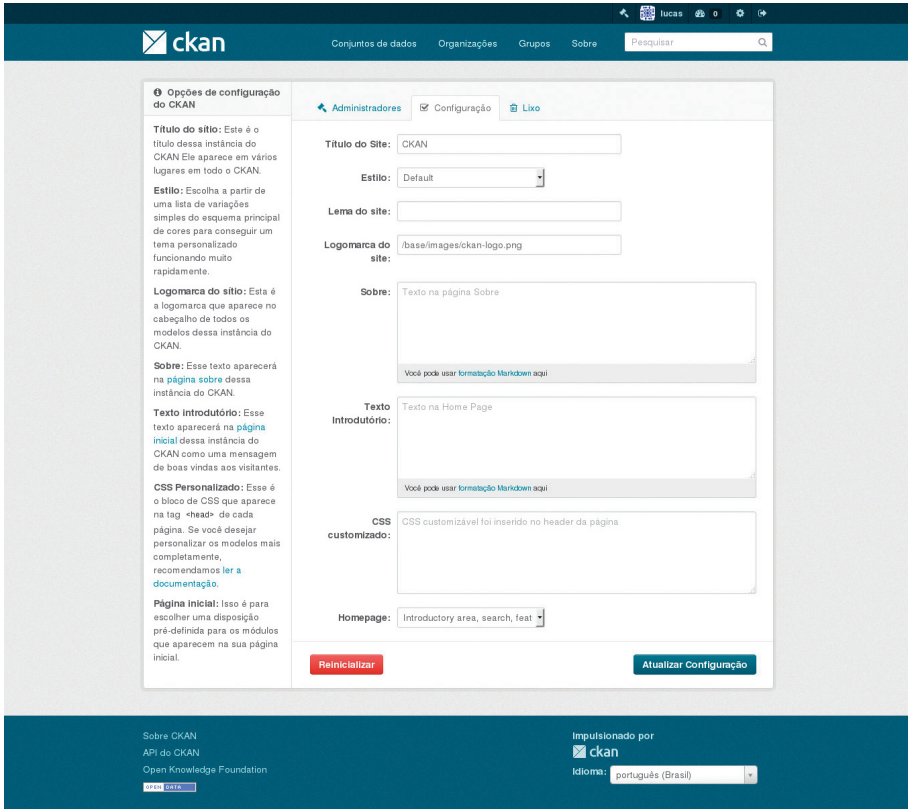 lucas 0
ckan
Conjuntos de dados Organizações Grupos Sobre Pesquisar
Opções de configuração
do CKAN
Título do sítio: Este é o
título dessa instância do
CKAN Ele aparece em vários
lugares em todo o CKAN.
Estilo: Escolha a partir de
uma lista de variações
simples do esquema principal
de cores para conseguir um
tema personalizado
funcionando muito
rapidamente.
Logomarca do sítio: Esta é
a logomarca que aparece no
cabeçalho de todos os
modelos dessa instância do
CKAN.
Sobre: Esse texto aparecerá
na página sobre dessa
instância do CKAN.
Texto introdutório: Esse
texto aparecerá na página
inicial dessa instância do
CKAN como uma mensagem
de boas vindas aos visitantes.
CSS Personalizado: Esse é
o bloco de CSS que aparece
na tag <head> de cada
página. Se você desejar
personalizar os modelos mais
completamente,
recomendamos ler a
documentação.
Página inicial: Isso é para
escolher uma disposição
pré-definida para os módulos
que aparecem na sua página
inicial.
Administradores Configuração Lixo
Título do Site: CKAN
Estilo: Default
Lema do site:
Logomarca do
site:
/base/images/ckan-logo.png
Sobre: Texto na página Sobre
Você pode usar formatação Markdown aqui
Texto
Introdutório:
Texto na Home Page
Você pode usar formatação Markdown aqui
CSS
customizado:
CSS customizável foi inserido no header da página
Homepage: Introductory area, search, feat
Reinicializar Atualizar Configuração
Sobre CKAN
API do CKAN
Open Knowledge Foundation
OPEN DATA
Impulsionado por
ckan
Idioma: português (Brasil)